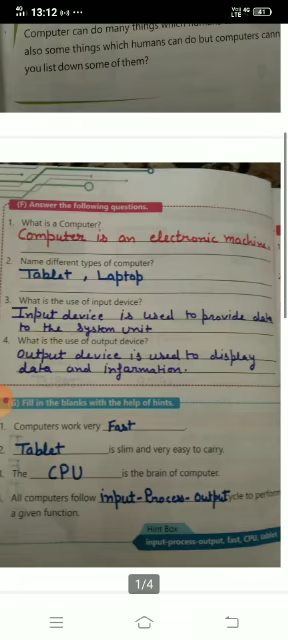 13:12
4G
Vo) 4G
LTE
41
Computer can do many things which
also some things which humans can do but computers cann
you list down some of them?
(F) Answer the following questions.
1. What is a Computer?
Computer is an electronic machine.
2. Name different types of computer?
Tablet , Laptop
3. What is the use of input device?
Input device is used to provide data
to the system unit
4. What is the use of output device?
Output device is used to display
data and information.
G) Fill in the blanks with the help of hints.
1. Computers work very Fast .
2. Tablet is slim and very easy to carry.
The CPU is the brain of computer.
All computers follow input-Process-output cycle to perform
a given function.
Hint Box
input-process-output, fast, CPU, tablet
1/4